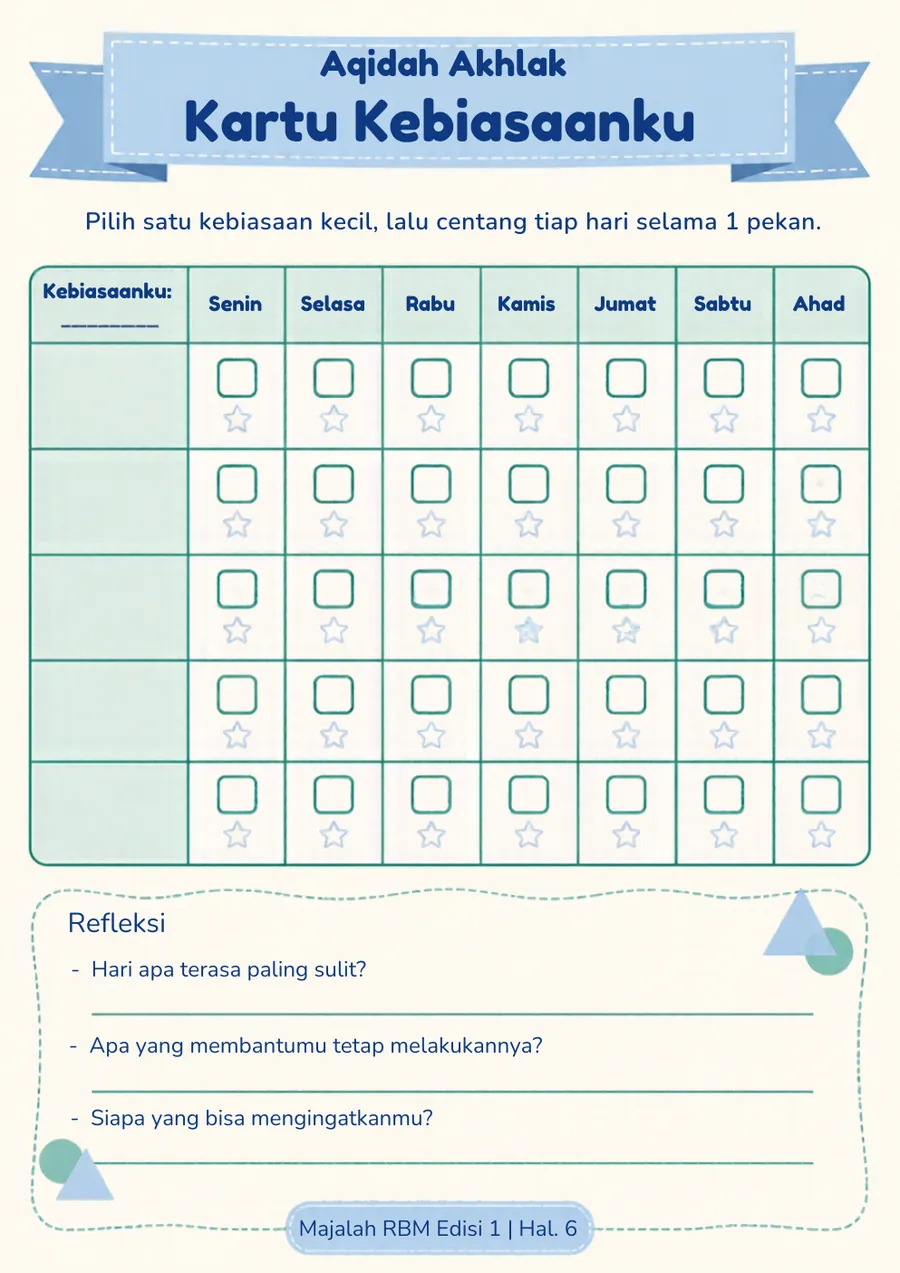 Aqidah Akhlak
Kartu Kebiasaanku
Pilih satu kebiasaan kecil, lalu centang tiap hari selama 1 pekan.
Kebiasaanku: ________
Senin
Selasa
Rabu
Kamis
Jumat
Sabtu
Ahad
Refleksi
- Hari apa terasa paling sulit?
- Apa yang membantumu tetap melakukannya?
- Siapa yang bisa mengingatkanmu?
Majalah RBM Edisi 1 | Hal. 6